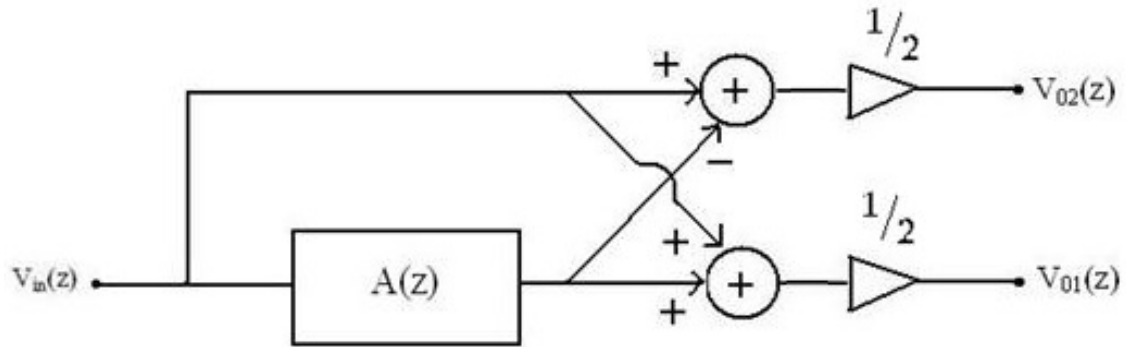 1/2
+
+
V02(z)
−
1/2
+
Vin(z)
A(z)
+
V01(z)
+